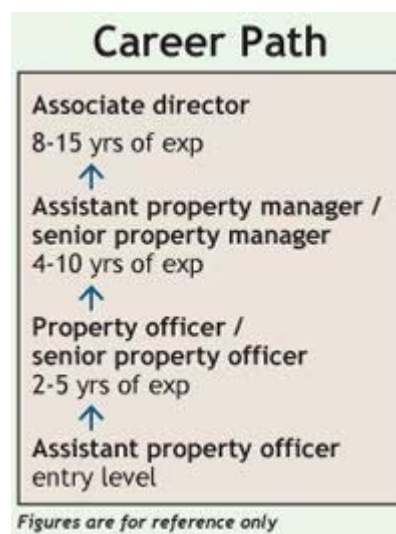 Career Path
Associate director
8-15 yrs of exp
Assistant property manager /
senior property manager
4-10 yrs of exp
Property officer /
senior property officer
2-5 yrs of exp
Assistant property officer
entry level
Figures are for reference only